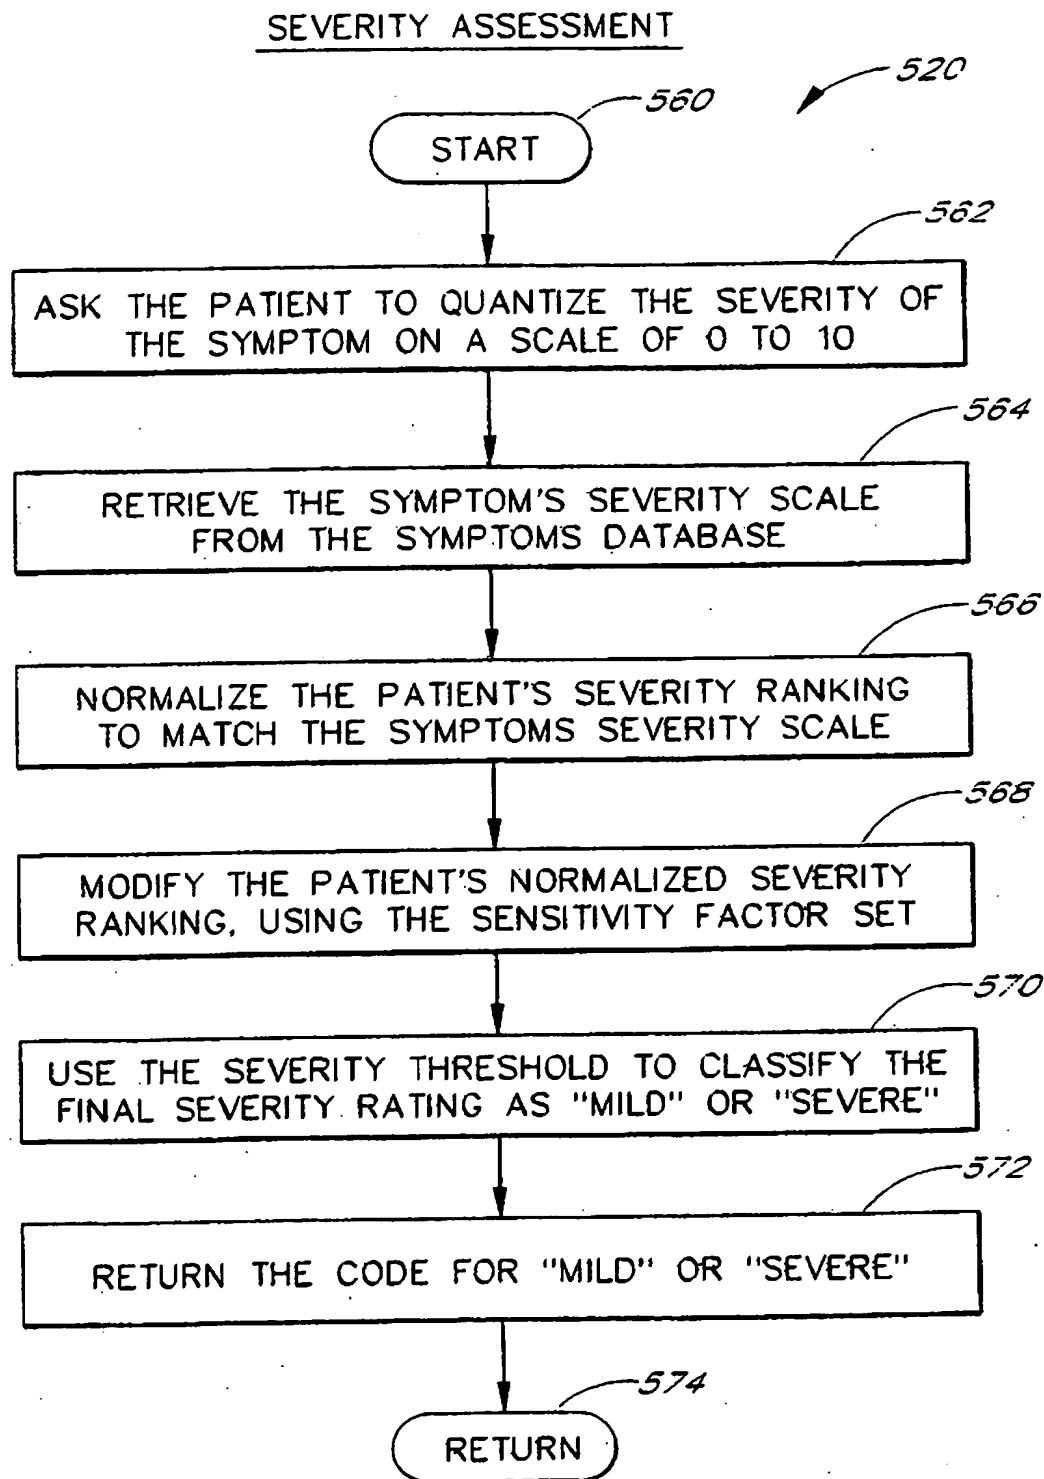 SEVERITY ASSESSMENT
520
560
START
562
ASK THE PATIENT TO QUANTIZE THE SEVERITY OF
THE SYMPTOM ON A SCALE OF 0 TO 10
564
RETRIEVE THE SYMPTOM'S SEVERITY SCALE
FROM THE SYMPTOMS DATABASE
566
NORMALIZE THE PATIENT'S SEVERITY RANKING
TO MATCH THE SYMPTOMS SEVERITY SCALE
568
MODIFY THE PATIENT'S NORMALIZED SEVERITY
RANKING, USING THE SENSITIVITY FACTOR SET
570
USE THE SEVERITY THRESHOLD TO CLASSIFY THE
FINAL SEVERITY RATING AS "MILD" OR "SEVERE"
572
RETURN THE CODE FOR "MILD" OR "SEVERE"
574
RETURN